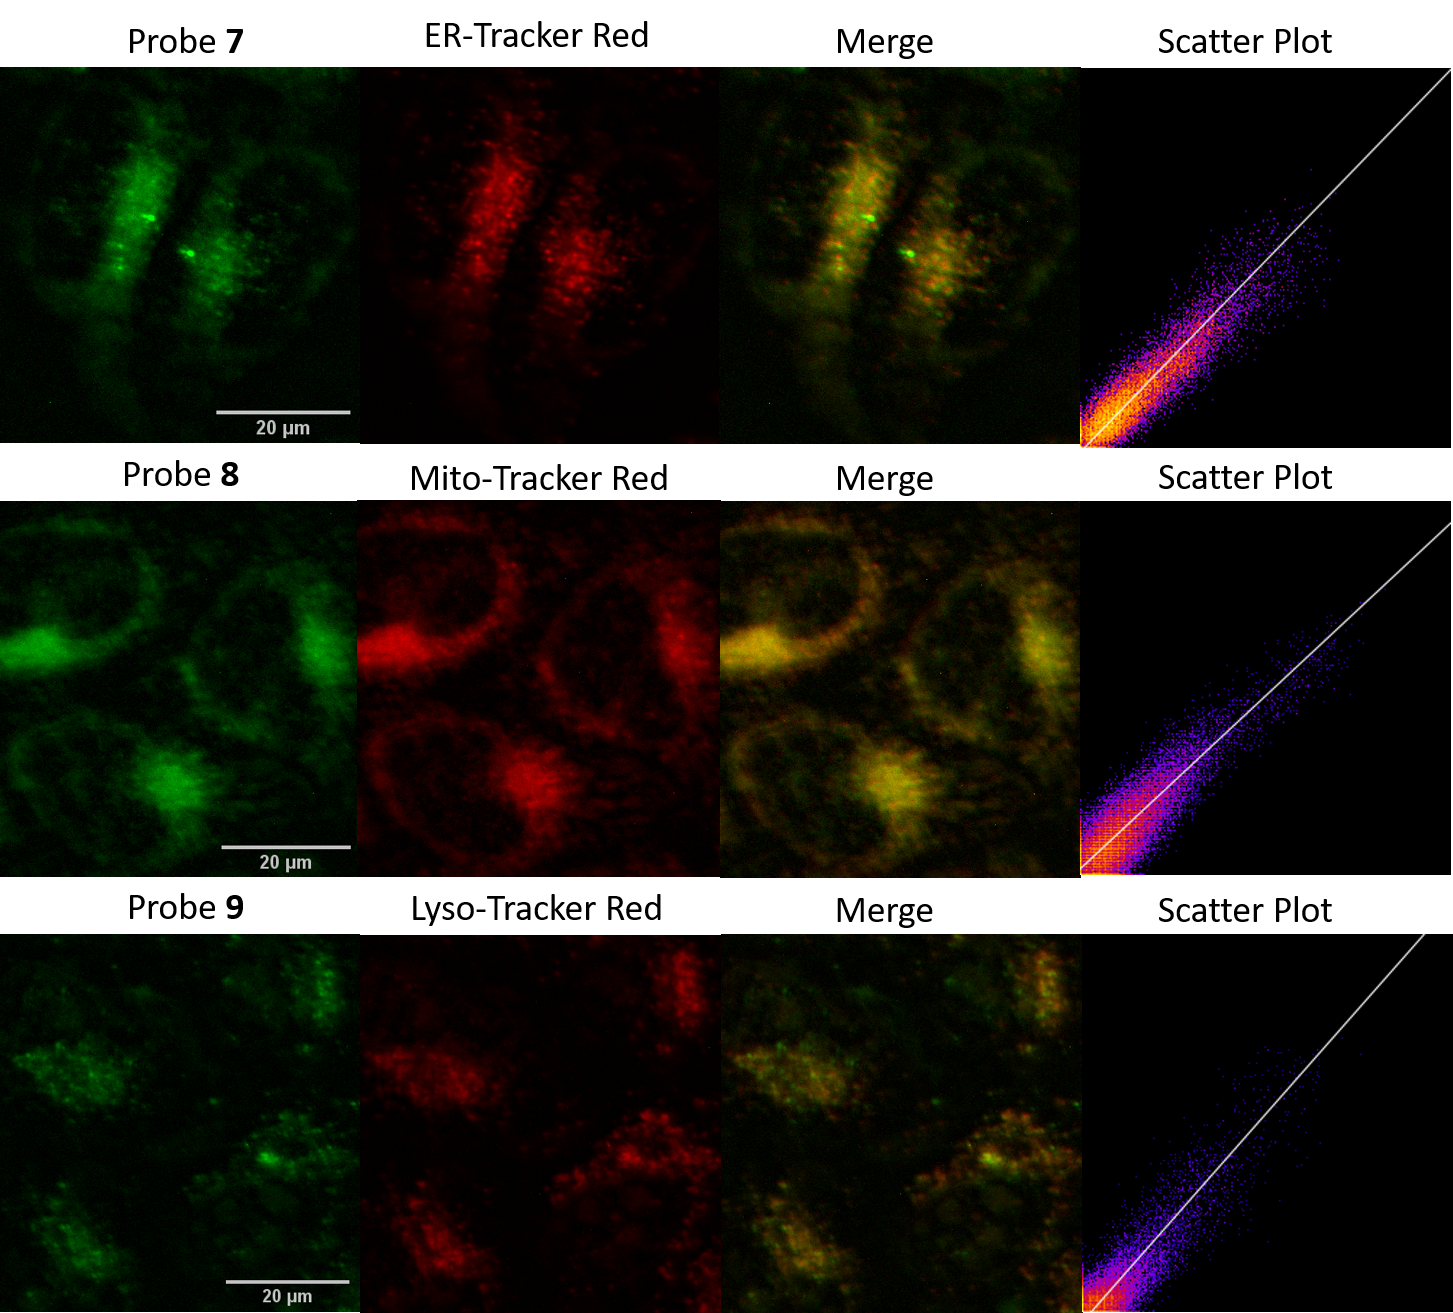 Probe 7
ER-Tracker Red
Merge
Scatter Plot
20 µm
Probe 8
Mito-Tracker Red
Merge
Scatter Plot
20 µm
Probe 9
Lyso-Tracker Red
Merge
Scatter Plot
20 µm